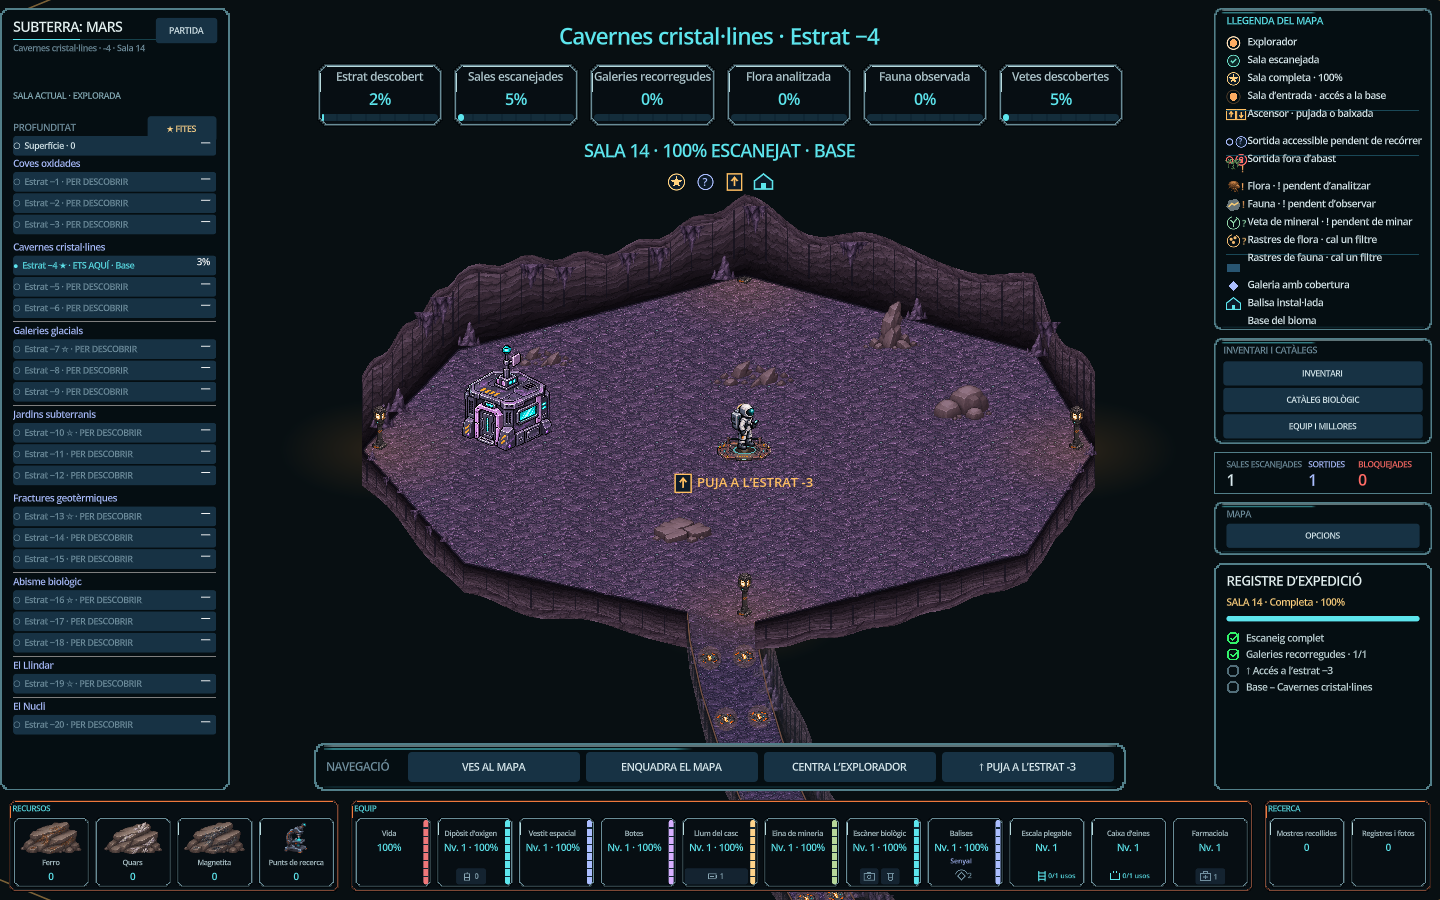 SUBTERRA: MARS
PARTIDA
Cavernes cristal·lines · -4 · Sala 14
SALA ACTUAL · EXPLORADA
PROFUNDITAT
★ FITES
Superfície · 0 —
Coves oxidades
Estrat −1 · PER DESCOBRIR —
Estrat −2 · PER DESCOBRIR —
Estrat −3 · PER DESCOBRIR —
Cavernes cristal·lines
Estrat −4 ★ · ETS AQUÍ · Base 3%
Estrat −5 · PER DESCOBRIR —
Estrat −6 · PER DESCOBRIR —
Galeries glacials
Estrat −7 ☆ · PER DESCOBRIR —
Estrat −8 · PER DESCOBRIR —
Estrat −9 · PER DESCOBRIR —
Jardins subterranis
Estrat −10 ☆ · PER DESCOBRIR —
Estrat −11 · PER DESCOBRIR —
Estrat −12 · PER DESCOBRIR —
Fractures geotèrmiques
Estrat −13 ☆ · PER DESCOBRIR —
Estrat −14 · PER DESCOBRIR —
Estrat −15 · PER DESCOBRIR —
Abisme biològic
Estrat −16 ☆ · PER DESCOBRIR —
Estrat −17 · PER DESCOBRIR —
Estrat −18 · PER DESCOBRIR —
El Llindar
Estrat −19 ☆ · PER DESCOBRIR —
El Nucli
Estrat −20 · PER DESCOBRIR —
Cavernes cristal·lines · Estrat −4
Estrat descobert
2%
Sales escanejades
5%
Galeries recorregudes
0%
Flora analitzada
0%
Fauna observada
0%
Vetes descobertes
5%
SALA 14 · 100% ESCANEJAT · BASE
PUJA A L'ESTRAT -3
NAVEGACIÓ
VES AL MAPA
ENQUADRA EL MAPA
CENTRA L'EXPLORADOR
↑ PUJA A L'ESTRAT -3
LLEGENDA DEL MAPA
Explorador
Sala escanejada
Sala completa · 100%
Sala d'entrada · accés a la base
Ascensor · pujada o baixada
Sortida accessible pendent de recórrer
Sortida fora d'abast
Flora · ! pendent d'analitzar
Fauna · ! pendent d'observar
Veta de mineral · ! pendent de minar
Rastres de flora · cal un filtre
Rastres de fauna · cal un filtre
Galeria amb cobertura
Balisa instal·lada
Base del bioma
INVENTARI I CATÀLEGS
INVENTARI
CATÀLEG BIOLÒGIC
EQUIP I MILLORES
SALES ESCANEJADES
1
SORTIDES
1
BLOQUEJADES
0
MAPA
OPCIONS
REGISTRE D'EXPEDICIÓ
SALA 14 · Completa · 100%
Escaneig complet
Galeries recorregudes · 1/1
↑ Accés a l'estrat −3
Base – Cavernes cristal·lines
RECURSOS
Ferro
0
Quars
0
Magnetita
0
Punts de recerca
0
EQUIP
Vida
100%
Dipòsit d'oxigen
Nv. 1 · 100%
0
Vestit espacial
Nv. 1 · 100%
Botes
Nv. 1 · 100%
Llum del casc
Nv. 1 · 100%
1
Eina de mineria
Nv. 1 · 100%
Escàner biològic
Nv. 1 · 100%
Balises
Nv. 1 · 100%
Senyal
2
Escala plegable
Nv. 1
0/1 usos
Caixa d'eines
Nv. 1
0/1 usos
Farmaciola
Nv. 1
1
RECERCA
Mostres recollides
0
Registres i fotos
0